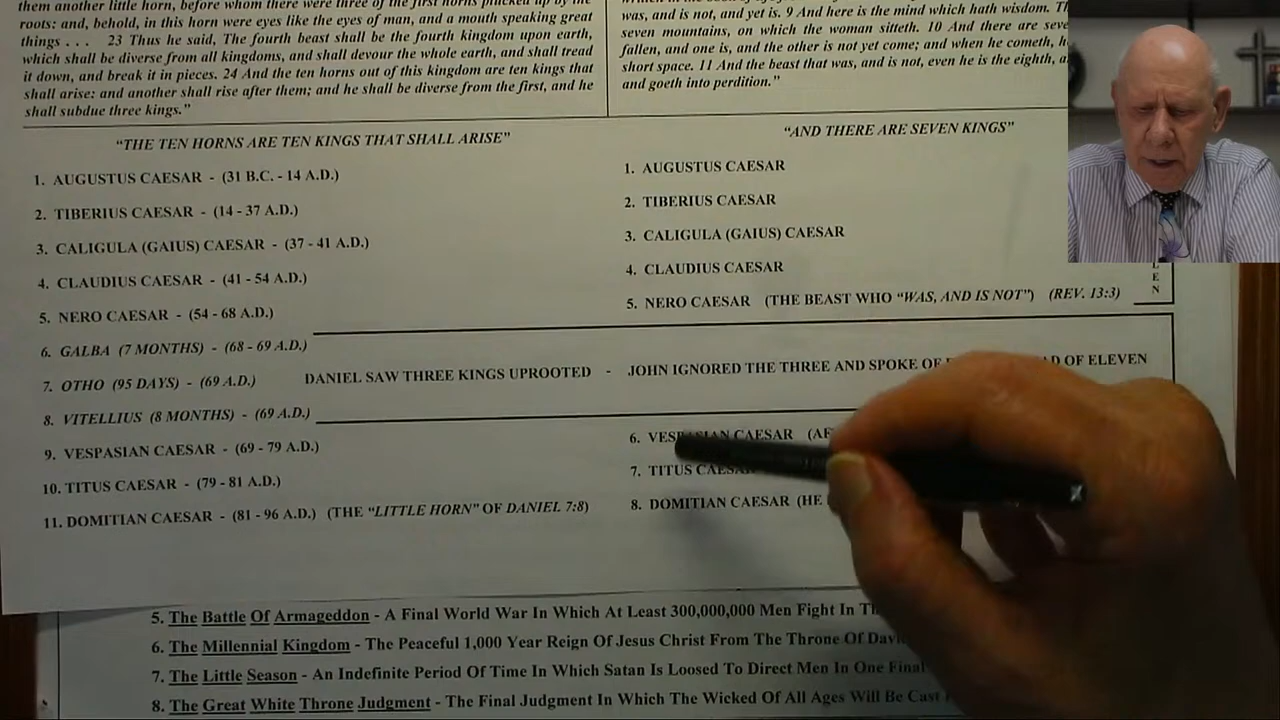 them another little horn, before whom there were three of the first horns plucked up by the
roots: and, behold, in this horn were eyes like the eyes of man, and a mouth speaking great
things . . . 23 Thus he said, The fourth beast shall be the fourth kingdom upon earth,
which shall be diverse from all kingdoms, and shall devour the whole earth, and shall tread
it down, and break it in pieces. 24 And the ten horns out of this kingdom are ten kings that
shall arise: and another shall rise after them; and he shall be diverse from the first, and he
shall subdue three kings."
was, and is not, and yet is. 9 And here is the mind which hath wisdom.
seven mountains, on which the woman sitteth. 10 And there are
fallen, and one is, and the other is not yet come; and when he cometh,
short space. 11 And the beast that was, and is not, even he is the eighth,
and goeth into perdition."
"THE TEN HORNS ARE TEN KINGS THAT SHALL ARISE"
1. AUGUSTUS CAESAR - (31 B.C. - 14 A.D.)
2. TIBERIUS CAESAR - (14 - 37 A.D.)
3. CALIGULA (GAIUS) CAESAR - (37 - 41 A.D.)
4. CLAUDIUS CAESAR - (41 - 54 A.D.)
5. NERO CAESAR - (54 - 68 A.D.)
6. GALBA (7 MONTHS) - (68 - 69 A.D.)
7. OTHO (95 DAYS) - (69 A.D.)
8. VITELLIUS (8 MONTHS) - (69 A.D.)
9. VESPASIAN CAESAR - (69 - 79 A.D.)
10. TITUS CAESAR - (79 - 81 A.D.)
11. DOMITIAN CAESAR - (81 - 96 A.D.) (THE "LITTLE HORN" OF DANIEL 7:8)
"AND THERE ARE SEVEN KINGS"
1. AUGUSTUS CAESAR
2. TIBERIUS CAESAR
3. CALIGULA (GAIUS) CAESAR
4. CLAUDIUS CAESAR
5. NERO CAESAR (THE BEAST WHO "WAS, AND IS NOT") (REV. 13:3)
L
E
N
DANIEL SAW THREE KINGS UPROOTED - JOHN IGNORED THE THREE AND SPOKE OF OF ELEVEN
6. VESPASIAN CAESAR
7. TITUS CAESAR
8. DOMITIAN CAESAR (HE
5. The Battle Of Armageddon - A Final World War In Which At Least 300,000,000 Men Fight In
6. The Millennial Kingdom - The Peaceful 1,000 Year Reign Of Jesus Christ From The Throne Of
7. The Little Season - An Indefinite Period Of Time In Which Satan Is Loosed To Direct Men In One Final
8. The Great White Throne Judgment - The Final Judgment In Which The Wicked Of All Ages Will Be Cast